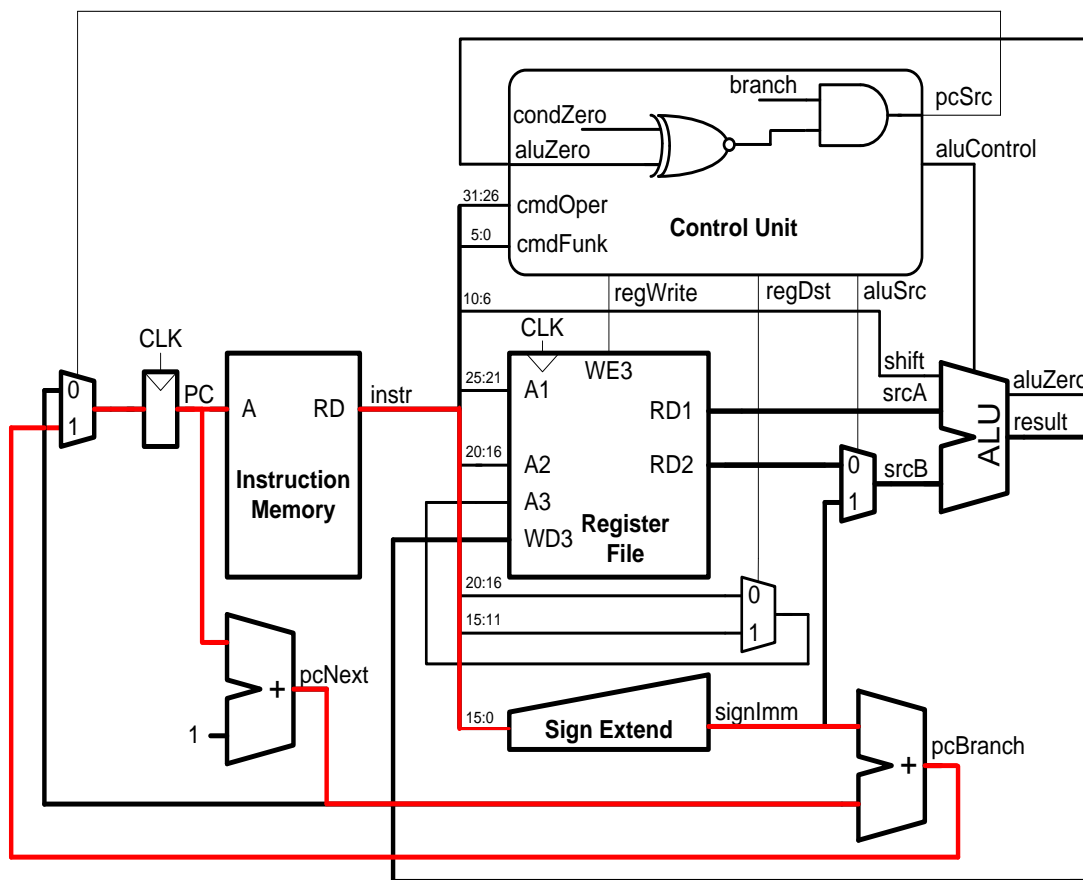 branch
pcSrc
condZero
aluZero
aluControl
31:26
cmdOper
Control Unit
5:0
cmdFunk
regWrite
regDst
aluSrc
10:6
CLK
CLK
shift
WE3
0
PC
instr
25:21
A1
srcA
aluZero
A
RD
RD1
1
result
ALU
20:16
A2
RD2
0
srcB
Instruction
Memory
A3
1
Register
File
WD3
20:16
0
15:11
1
pcNext
+
15:0
Sign Extend
signImm
1
pcBranch
+